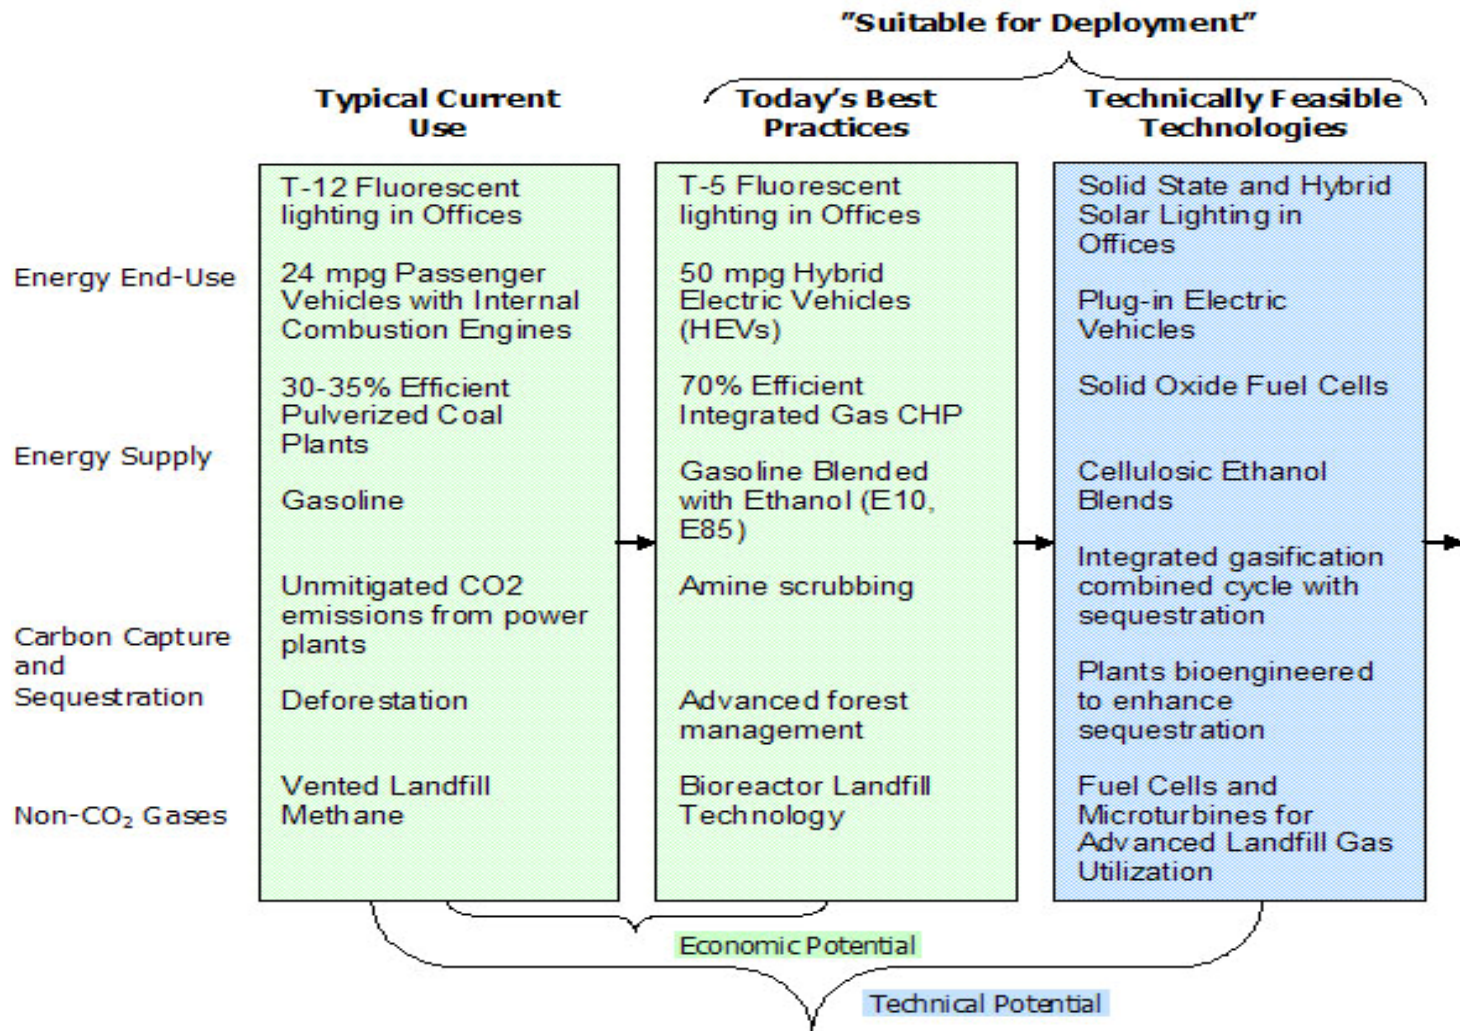 "Suitable for Deployment"
Typical Current
Use
Today's Best
Practices
Technically Feasible
Technologies
Energy End-Use
Energy Supply
Carbon Capture
and
Sequestration
Non-CO₂ Gases
T-12 Fluorescent
lighting in Offices
24 mpg Passenger
Vehicles with Internal
Combustion Engines
30-35% Efficient
Pulverized Coal
Plants
Gasoline
Unmitigated CO2
emissions from power
plants
Deforestation
Vented Landfill
Methane
T-5 Fluorescent
lighting in Offices
50 mpg Hybrid
Electric Vehicles
(HEVs)
70% Efficient
Integrated Gas CHP
Gasoline Blended
with Ethanol (E10,
E85)
Amine scrubbing
Advanced forest
management
Bioreactor Landfill
Technology
Solid State and Hybrid
Solar Lighting in
Offices
Plug-in Electric
Vehicles
Solid Oxide Fuel Cells
Cellulosic Ethanol
Blends
Integrated gasification
combined cycle with
sequestration
Plants bioengineered
to enhance
sequestration
Fuel Cells and
Microturbines for
Advanced Landfill Gas
Utilization
Economic Potential
Technical Potential